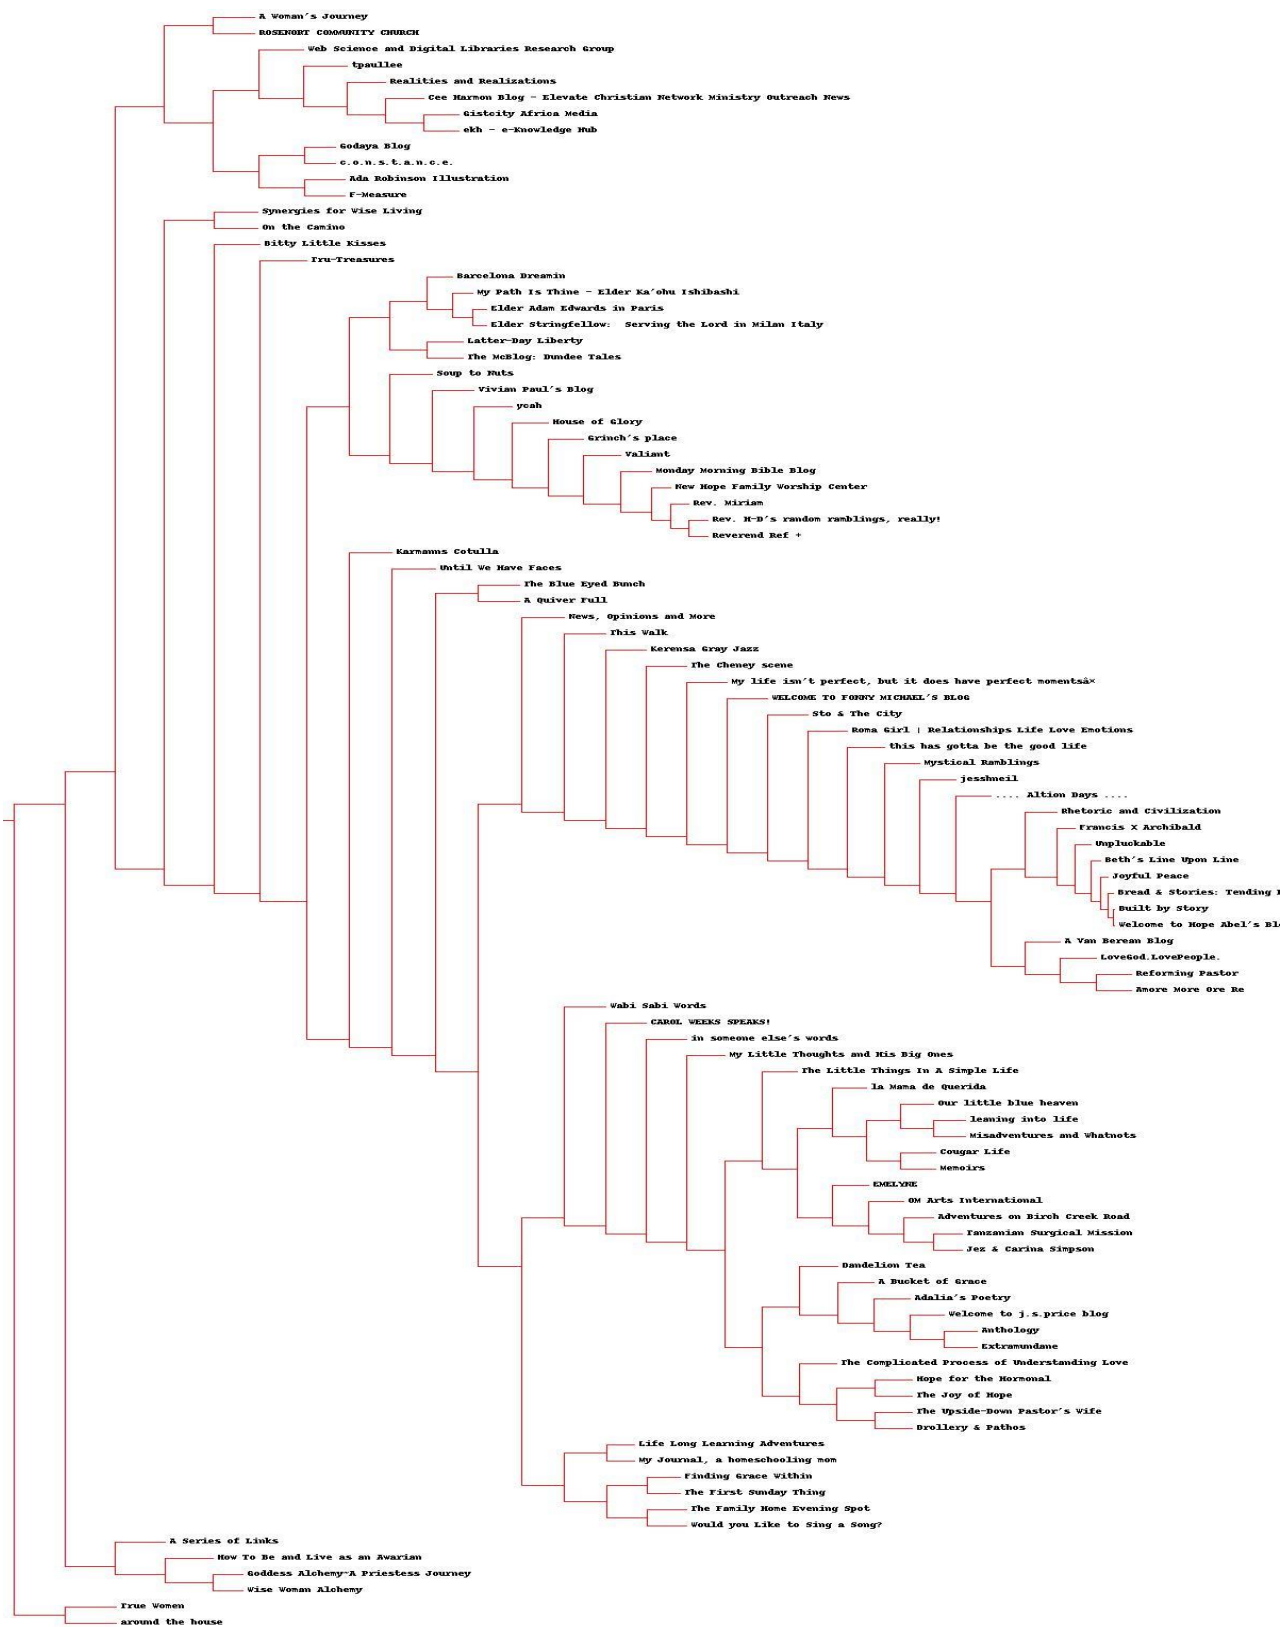 A Woman's Journey
ROSENORT COMMUNITY CHURCH
Web Science and Digital Libraries Research Group
tpaullee
Realities and Realizations
Cee Harmon Blog - Elevate Christian Network Ministry Outreach News
Gistcity Africa Media
ekh - e-Knowledge Hub
Godaya Blog
c.o.n.s.t.a.n.c.e.
Ada Robinson Illustration
F-Measure
Synergies for Wise Living
On the Camino
Bitty Little Kisses
Tru-Treasures
Barcelona Dreamin
My Path Is Thine - Elder Ka'ohu Ishibashi
Elder Adam Edwards in Paris
Elder Stringfellow:  Serving the Lord in Milan Italy
Latter-Day Liberty
The McBlog: Dundee Tales
Soup to Nuts
Vivian Paul's Blog
yeah
House of Glory
Grinch's place
Valiant
Monday Morning Bible Blog
New Hope Family Worship Center
Rev. Miriam
Rev. H-D's random ramblings, really!
Reverend Ref +
Karmanns Cotulla
Until We Have Faces
The Blue Eyed Bunch
A Quiver Full
News, Opinions and More
This Walk
Kerensa Gray Jazz
The Cheney scene
My life isn't perfect, but it does have perfect momentsâ×
WELCOME TO FONNY MICHAEL'S BLOG
Sto & The City
Roma Girl | Relationships Life Love Emotions
this has gotta be the good life
Mystical Ramblings
jesshneil
.... Altion Days ....
Rhetoric and Civilization
Francis X Archibald
Unpluckable
Beth's Line Upon Line
Joyful Peace
Bread & Stories: Tending
Built by Story
Welcome to Hope Abel's Blo
A Van Berean Blog
LoveGod.LovePeople.
Reforming Pastor
Amore More Ore Re
Wabi Sabi Words
CAROL WEEKS SPEAKS!
in someone else's words
My Little Thoughts and His Big Ones
The Little Things In A Simple Life
la Mama de Querida
Our little blue heaven
leaning into life
Misadventures and Whatnots
Cougar Life
Memoirs
EMELYNE
OM Arts International
Adventures on Birch Creek Road
Tanzanian Surgical Mission
Jez & Carina Simpson
Dandelion Tea
A Bucket of Grace
Adalia's Poetry
Welcome to j.s.price blog
Anthology
Extramundane
The Complicated Process of Understanding Love
Hope for the Hormonal
The Joy of Hope
The Upside-Down Pastor's Wife
Drollery & Pathos
Life Long Learning Adventures
My Journal, a homeschooling mom
Finding Grace Within
The First Sunday Thing
The Family Home Evening Spot
Would you Like to Sing a Song?
A Series of Links
How To Be and Live as an Awarian
Goddess Alchemy~A Priestess Journey
Wise Woman Alchemy
True Women
around the house